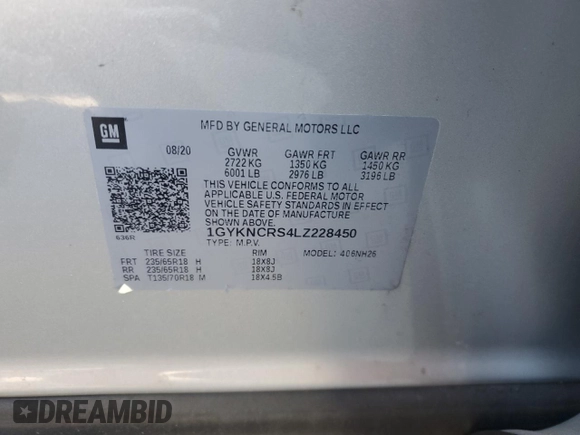 GM
MFD BY GENERAL MOTORS LLC
08/20 GVWR GAWR FRT GAWR RR
2722 KG 1350 KG 1450 KG
6001 LB 2976 LB 3196 LB
THIS VEHICLE CONFORMS TO ALL
APPLICABLE U.S. FEDERAL MOTOR
VEHICLE SAFETY STANDARDS IN EFFECT
ON THE DATE OF MANUFACTURE
SHOWN ABOVE.
636R 1GYKNCRS4LZ228450
TYPE: M.P.V. MODEL: 406NH26
TIRE SIZE RIM
FRT 235/65R18 H 18X8J
RR 235/65R18 H 18X8J
SPA T135/70R18 M 18X4.5B
DREAMBID